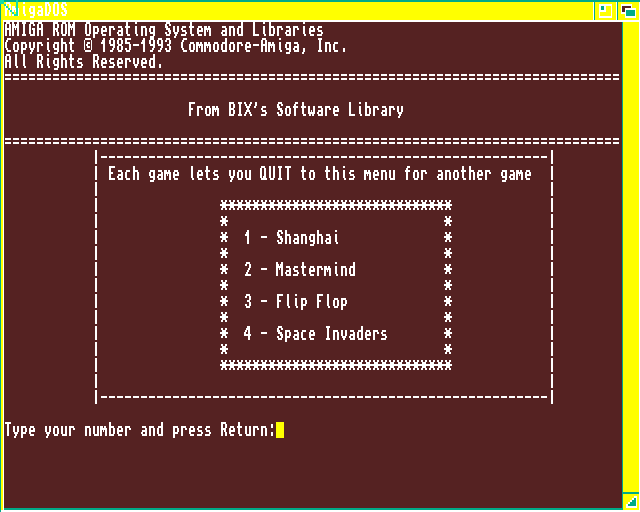 AmigaDOS
AMIGA ROM Operating System and Libraries
Copyright © 1985-1993 Commodore-Amiga, Inc.
All Rights Reserved.
=============================================================================
From BIX's Software Library
=============================================================================
|--------------------------------------------------------|
Each game lets you QUIT to this menu for another game
*****************************
* *
* 1 - Shanghai *
* *
* 2 - Mastermind *
* *
* 3 - Flip Flop *
* *
* 4 - Space Invaders *
* *
*****************************
|--------------------------------------------------------|
Type your number and press Return: